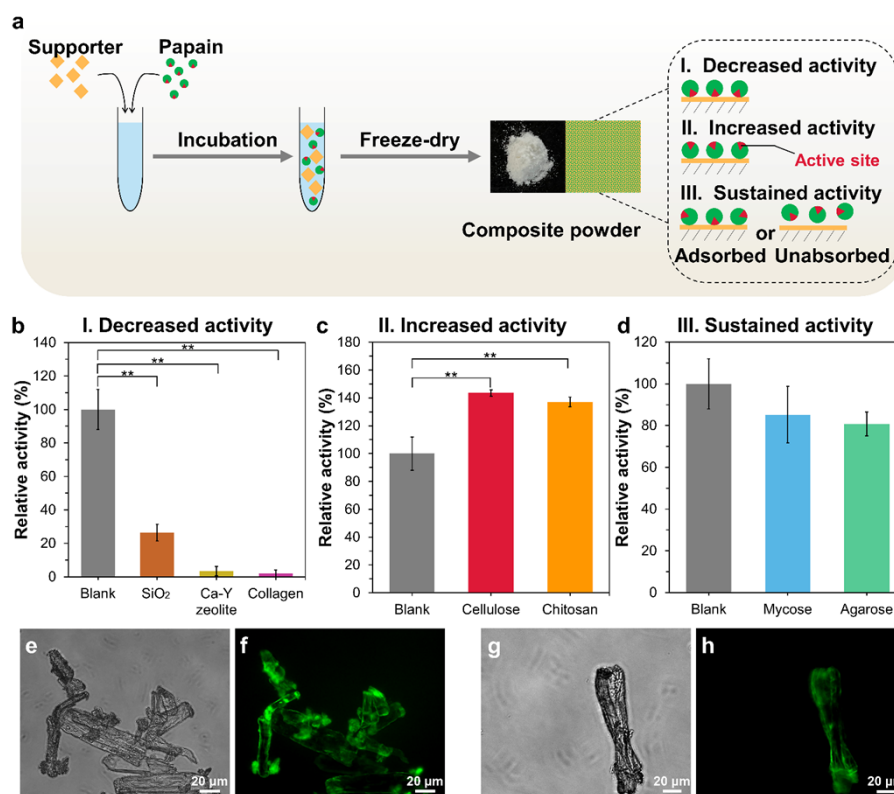 a
Supporter
Papain
Incubation
Freeze-dry
Composite powder
I. Decreased activity
II. Increased activity
Active site
III. Sustained activity
or
Adsorbed Unabsorbed
b
I. Decreased activity
Relative activity (%)
140
120
100
80
60
40
20
0
**
**
**
Blank
SiO₂
Ca-Y
zeolite
Collagen
c
II. Increased activity
Relative activity (%)
180
160
140
120
100
80
60
40
20
0
**
**
Blank
Cellulose
Chitosan
d
III. Sustained activity
Relative activity (%)
120
100
80
60
40
20
0
Blank
Mycose
Agarose
e
20 μm
f
20 μm
g
20 μm
h
20 μm